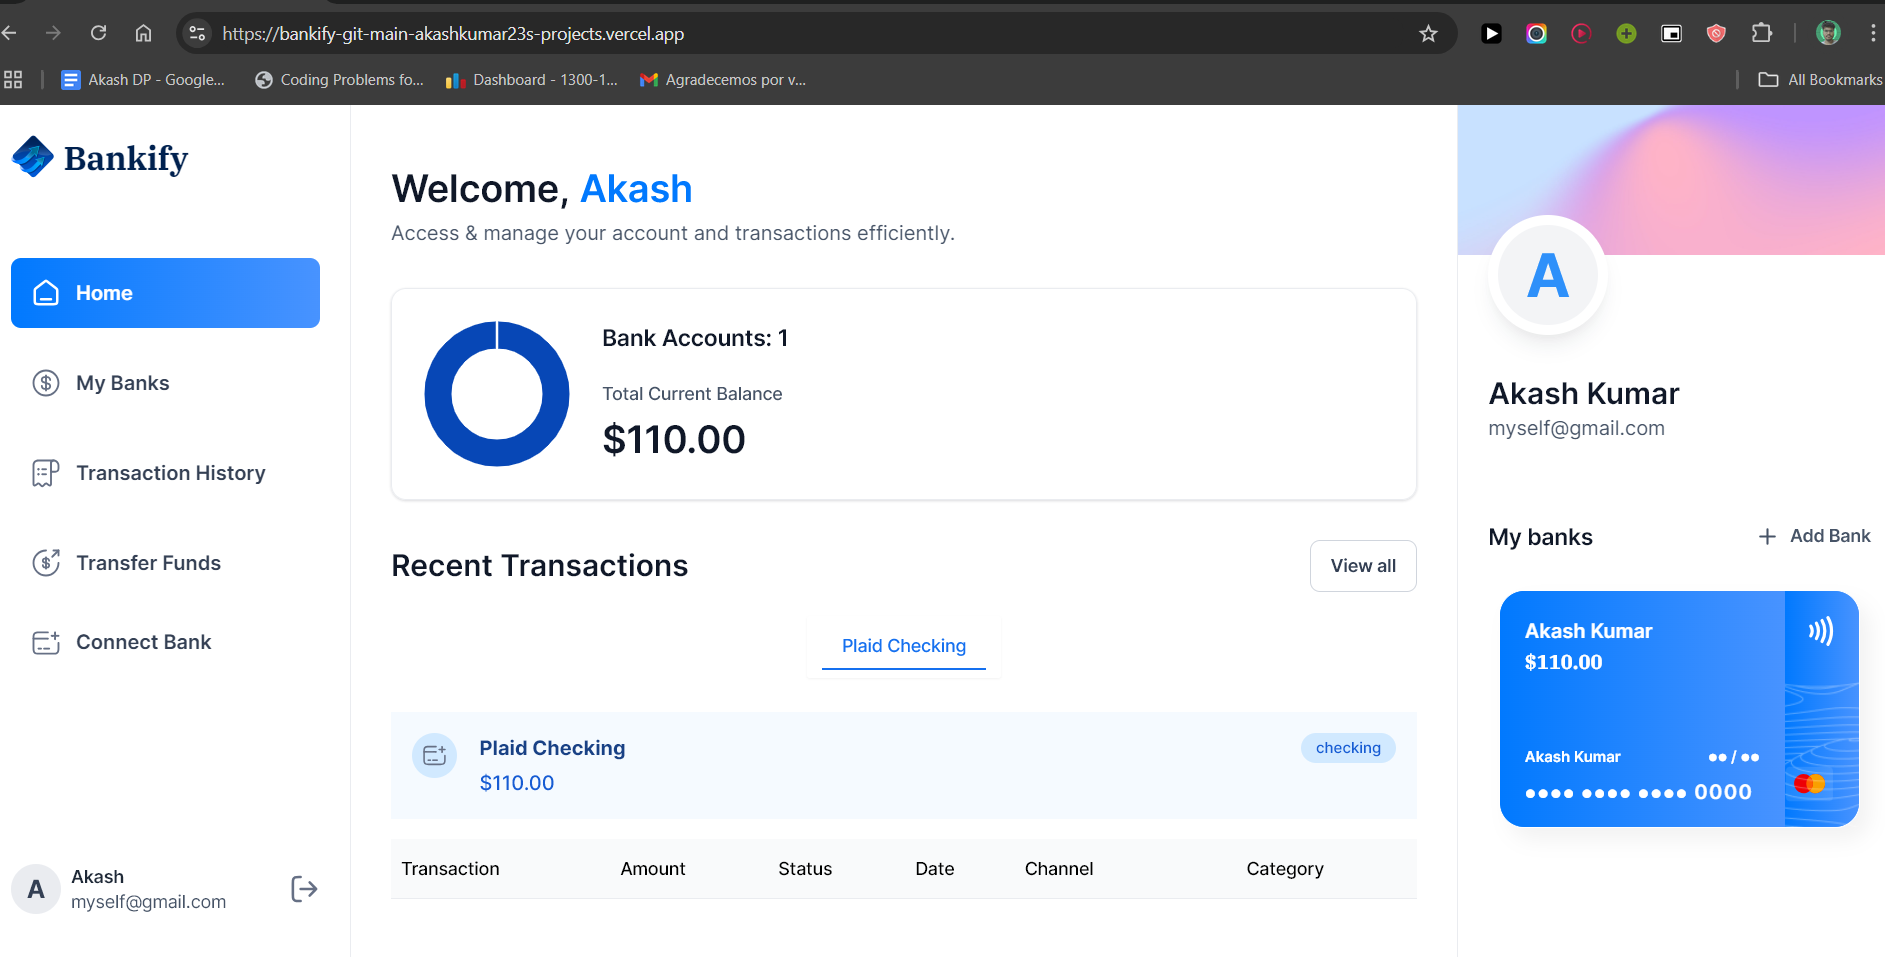 https://bankify-git-main-akashkumar23s-projects.vercel.app
Akash DP - Google...
Coding Problems fo...
Dashboard - 1300-1...
Agradecemos por v...
All Bookmarks
Bankify
Home
My Banks
Transaction History
Transfer Funds
Connect Bank
A
Akash
myself@gmail.com
Welcome, Akash
Access & manage your account and transactions efficiently.
Bank Accounts: 1
Total Current Balance
$110.00
Recent Transactions
View all
Plaid Checking
Plaid Checking
checking
$110.00
Transaction Amount Status Date Channel Category
A
Akash Kumar
myself@gmail.com
My banks
+ Add Bank
Akash Kumar
$110.00
Akash Kumar ●● / ●●
●●●● ●●●● ●●●● 0000